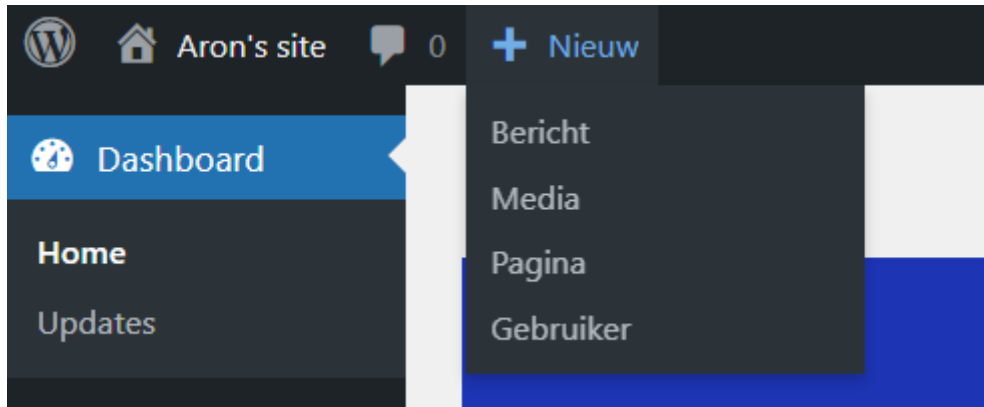 Aron's site 0 Nieuw
Bericht
Media
Pagina
Gebruiker
Dashboard
Home
Updates